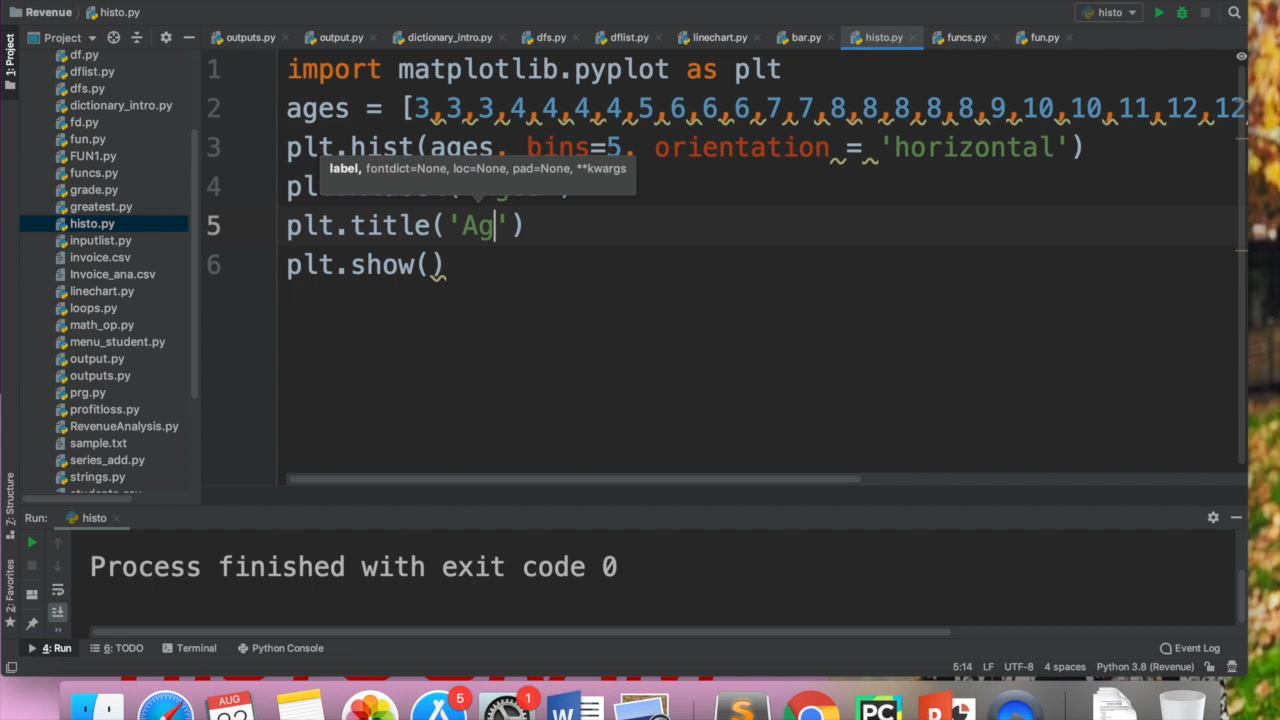 Revenue histo.py
histo
1: Project
Project
outputs.py output.py dictionary_intro.py dfs.py dflist.py linechart.py bar.py histo.py funcs.py fun.py
df.py
dflist.py
dfs.py
dictionary_intro.py
fd.py
fun.py
FUN1.py
funcs.py
grade.py
greatest.py
histo.py
inputlist.py
invoice.csv
Invoice_ana.csv
linechart.py
loops.py
math_op.py
menu_student.py
output.py
outputs.py
prg.py
profitloss.py
RevenueAnalysis.py
sample.txt
series_add.py
strings.py
1 import matplotlib.pyplot as plt
2 ages = [3,3,3,4,4,4,4,5,6,6,6,7,7,8,8,8,8,8,9,10,10,11,12,12
3 plt.hist(ages, bins=5, orientation = 'horizontal')
label, fontdict=None, loc=None, pad=None, **kwargs
5 plt.title('Ag')
6 plt.show()
Z: Structure
2: Favorites
Run: histo
Process finished with exit code 0
>>
4: Run 6: TODO Terminal Python Console Event Log
5:14 LF UTF-8 4 spaces Python 3.8 (Revenue)
AUG
5
1
W
S
PC
P